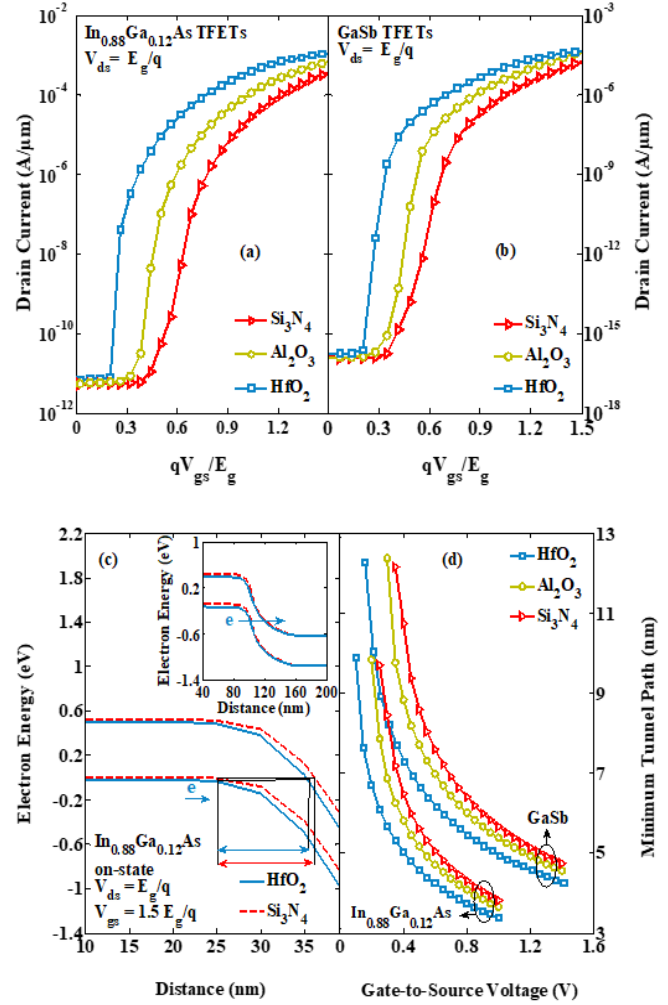 In0.88Ga0.12As TFETs
Vds= Eg/q
(a)
Si3N4
Al2O3
HfO2
Drain Current (A/μm)
10-4
10-6
10-8
10-10
10-12
0
0.3
0.6
0.9
1.2
qVgs/Eg
GaSb TFETs
Vds= Eg/q
(b)
Si3N4
Al2O3
HfO2
10-3
10-6
10-9
10-12
10-15
10-18
Drain Current (A/μm)
0
0.3
0.6
0.9
1.2
1.5
qVgs/Eg
(c)
Electron Energy (eV)
2.2
1.8
1.4
1
0.6
0.2
-0.2
-0.6
-1
-1.4
Electron Energy (eV)
1
0.2
-0.6
-1.4
e
40
80
120
160
200
Distance (nm)
e
In0.88Ga0.12As
on-state
Vds = Eg/q
Vgs = 1.5 Eg/q
HfO2
Si3N4
10
15
20
25
30
35
Distance (nm)
(d)
HfO2
Al2O3
Si3N4
GaSb
In0.88Ga0.12As
13
11
9
7
5
3
Minimum Tunnel Path (nm)
0
0.4
0.8
1.2
1.6
Gate-to-Source Voltage (V)